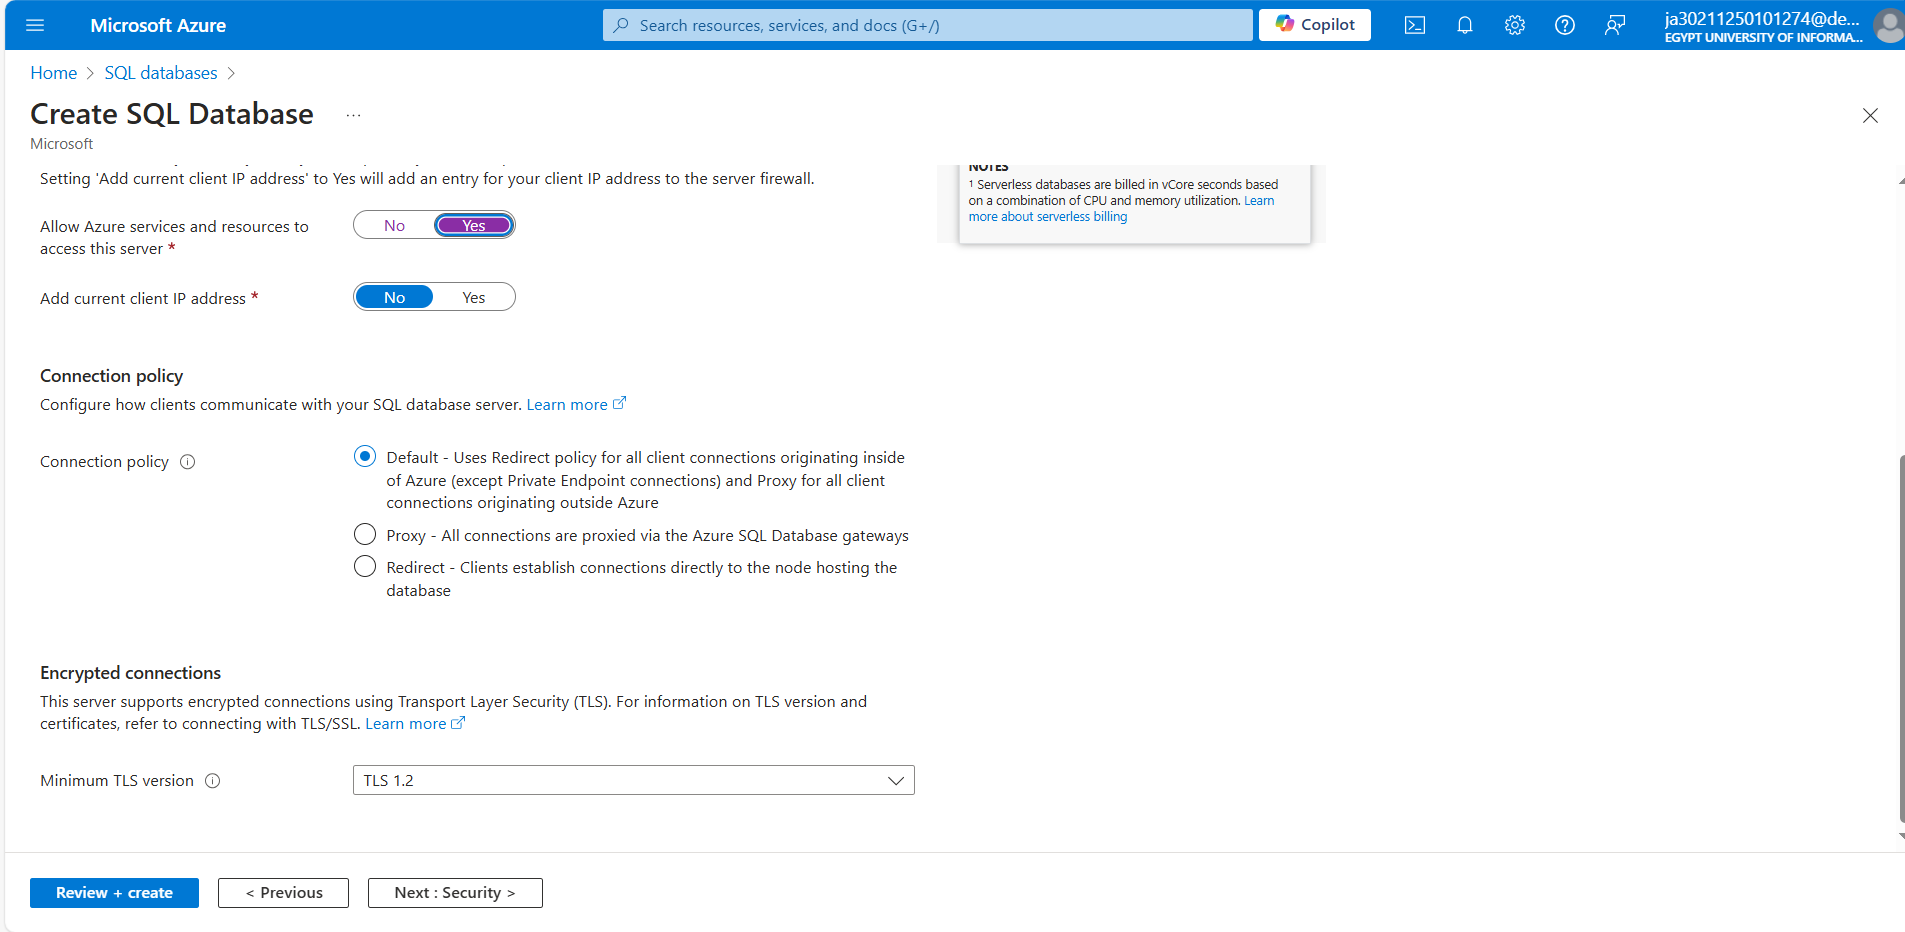 Microsoft Azure
Search resources, services, and docs (G+/)
Copilot
ja30211250101274@de...
EGYPT UNIVERSITY OF INFORMA...
Home > SQL databases >
Create SQL Database ...
Microsoft
Setting 'Add current client IP address' to Yes will add an entry for your client IP address to the server firewall.
Allow Azure services and resources to
access this server *
No Yes
Add current client IP address *
No Yes
NOTES
¹ Serverless databases are billed in vCore seconds based
on a combination of CPU and memory utilization. Learn
more about serverless billing
Connection policy
Configure how clients communicate with your SQL database server. Learn more
Connection policy
Default - Uses Redirect policy for all client connections originating inside
of Azure (except Private Endpoint connections) and Proxy for all client
connections originating outside Azure
Proxy - All connections are proxied via the Azure SQL Database gateways
Redirect - Clients establish connections directly to the node hosting the
database
Encrypted connections
This server supports encrypted connections using Transport Layer Security (TLS). For information on TLS version and
certificates, refer to connecting with TLS/SSL. Learn more
Minimum TLS version
TLS 1.2
Review + create
< Previous
Next : Security >